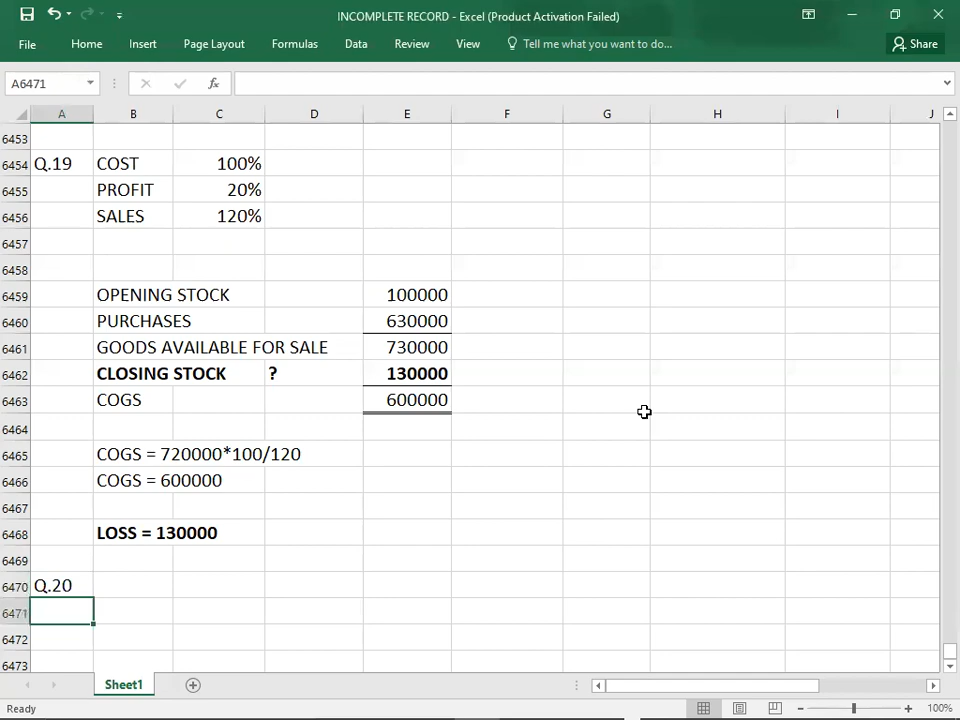 INCOMPLETE RECORD - Excel (Product Activation Failed)
File Home Insert Page Layout Formulas Data Review View Tell me what you want to do... Share
A6471 fx
A B C D E F G H I J
6453
6454 Q.19 COST 100%
6455 PROFIT 20%
6456 SALES 120%
6457
6458
6459 OPENING STOCK 100000
6460 PURCHASES 630000
6461 GOODS AVAILABLE FOR SALE 730000
6462 CLOSING STOCK ? 130000
6463 COGS 600000
6464
6465 COGS = 720000*100/120
6466 COGS = 600000
6467
6468 LOSS = 130000
6469
6470 Q.20
6471
6472
6473
Sheet1
Ready 100%